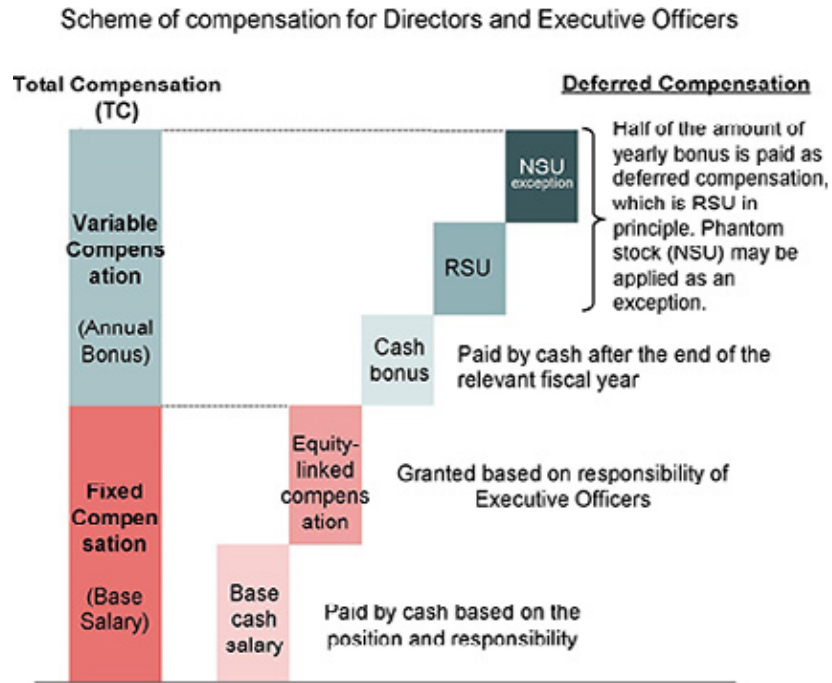 Scheme of compensation for Directors and Executive Officers
Total Compensation
(TC)
Deferred Compensation
Variable
Compens
ation
(Annual
Bonus)
Fixed
Compen
sation
(Base
Salary)
NSU
exception
Half of the amount of
yearly bonus is paid as
deferred compensation,
which is RSU in
principle. Phantom
stock (NSU) may be
applied as an
exception.
RSU
Cash
bonus
Paid by cash after the end of the
relevant fiscal year
Equity-
linked
compens
ation
Granted based on responsibility of
Executive Officers
Base
cash
salary
Paid by cash based on the
position and responsibility